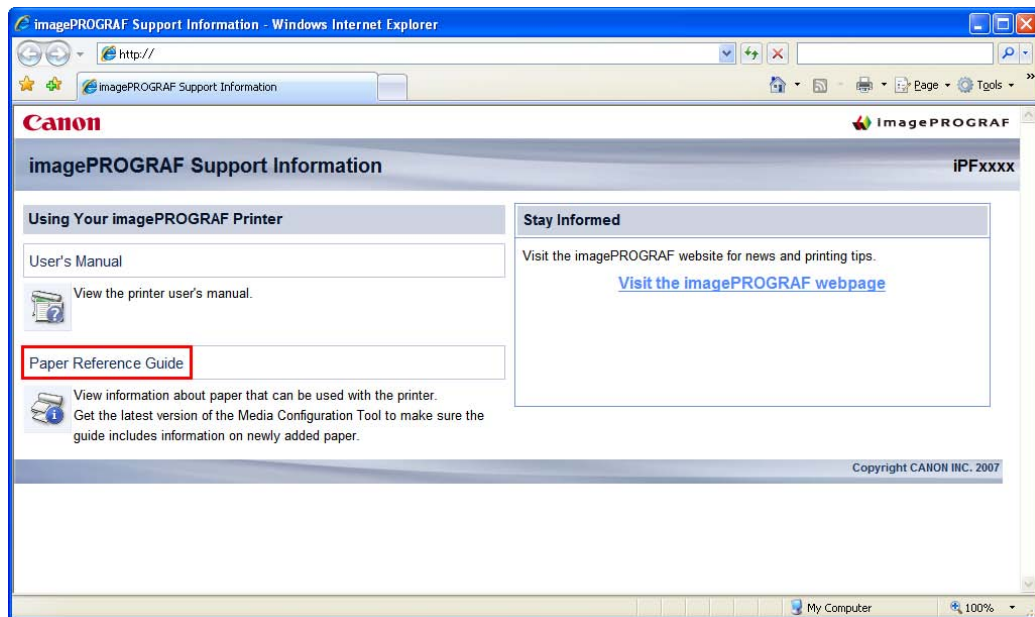 imagePROGRAF Support Information - Windows Internet Explorer
http://
imagePROGRAF Support Information
Page
Tools
»
Canon
imagePROGRAF
imagePROGRAF Support Information
iPFxxxx
Using Your imagePROGRAF Printer
User's Manual
View the printer user's manual.
Paper Reference Guide
View information about paper that can be used with the printer.
Get the latest version of the Media Configuration Tool to make sure the
guide includes information on newly added paper.
Stay Informed
Visit the imagePROGRAF website for news and printing tips.
Visit the imagePROGRAF webpage
Copyright CANON INC. 2007
My Computer
100%